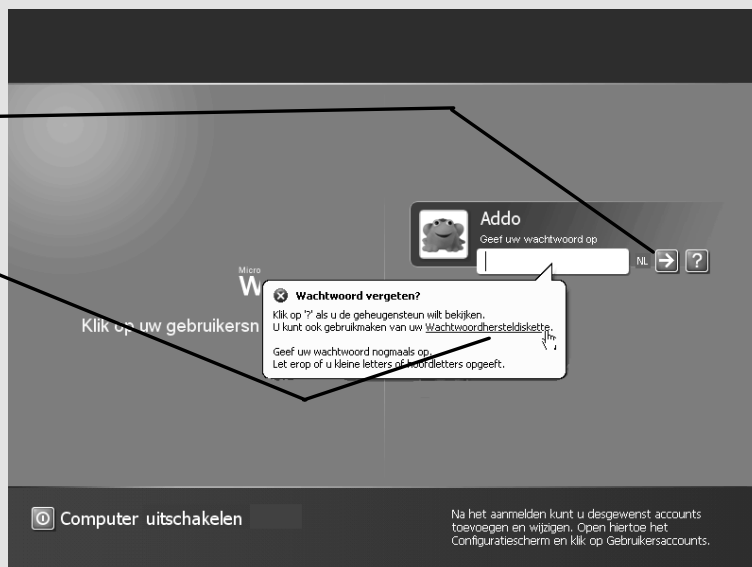 Addo
Geef uw wachtwoord op
NL ?
Micro
W
Klik op uw gebruikersn
Wachtwoord vergeten?
Klik op '?' als u de geheugensteun wilt bekijken.
U kunt ook gebruikmaken van uw Wachtwoordhersteldiskette.
Geef uw wachtwoord nogmaals op.
Let erop of u kleine letters of hoofdletters opgeeft.
Computer uitschakelen
Na het aanmelden kunt u desgewenst accounts
toevoegen en wijzigen. Open hiertoe het
Configuratiescherm en klik op Gebruikersaccounts.